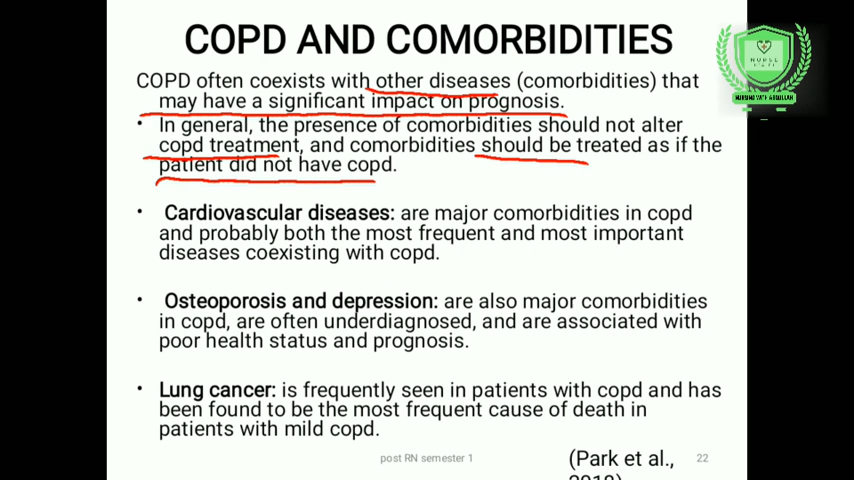 COPD AND COMORBIDITIES
NURSE
NURSING WITH ABDULLAH
COPD often coexists with other diseases (comorbidities) that
may have a significant impact on prognosis.
• In general, the presence of comorbidities should not alter
copd treatment, and comorbidities should be treated as if the
patient did not have copd.
• Cardiovascular diseases: are major comorbidities in copd
and probably both the most frequent and most important
diseases coexisting with copd.
• Osteoporosis and depression: are also major comorbidities
in copd, are often underdiagnosed, and are associated with
poor health status and prognosis.
• Lung cancer: is frequently seen in patients with copd and has
been found to be the most frequent cause of death in
patients with mild copd.
post RN semester 1
(Park et al.,
22